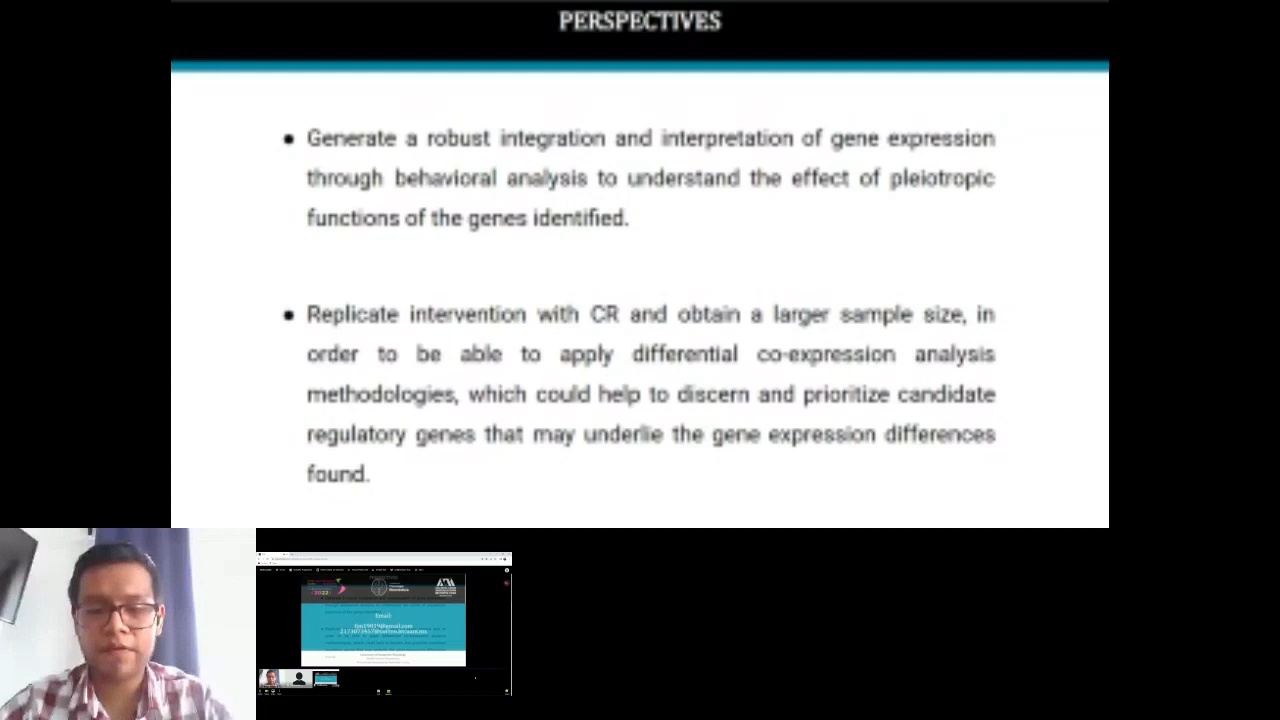 PERSPECTIVES
● Generate a robust integration and interpretation of gene expression
through behavioral analysis to understand the effect of pleiotropic
functions of the genes identified.
● Replicate intervention with CR and obtain a larger sample size, in
order to be able to apply differential co-expression analysis
methodologies, which could help to discern and prioritize candidate
regulatory genes that may underlie the gene expression differences
found.
PERSPECTIVES
2022
Email: